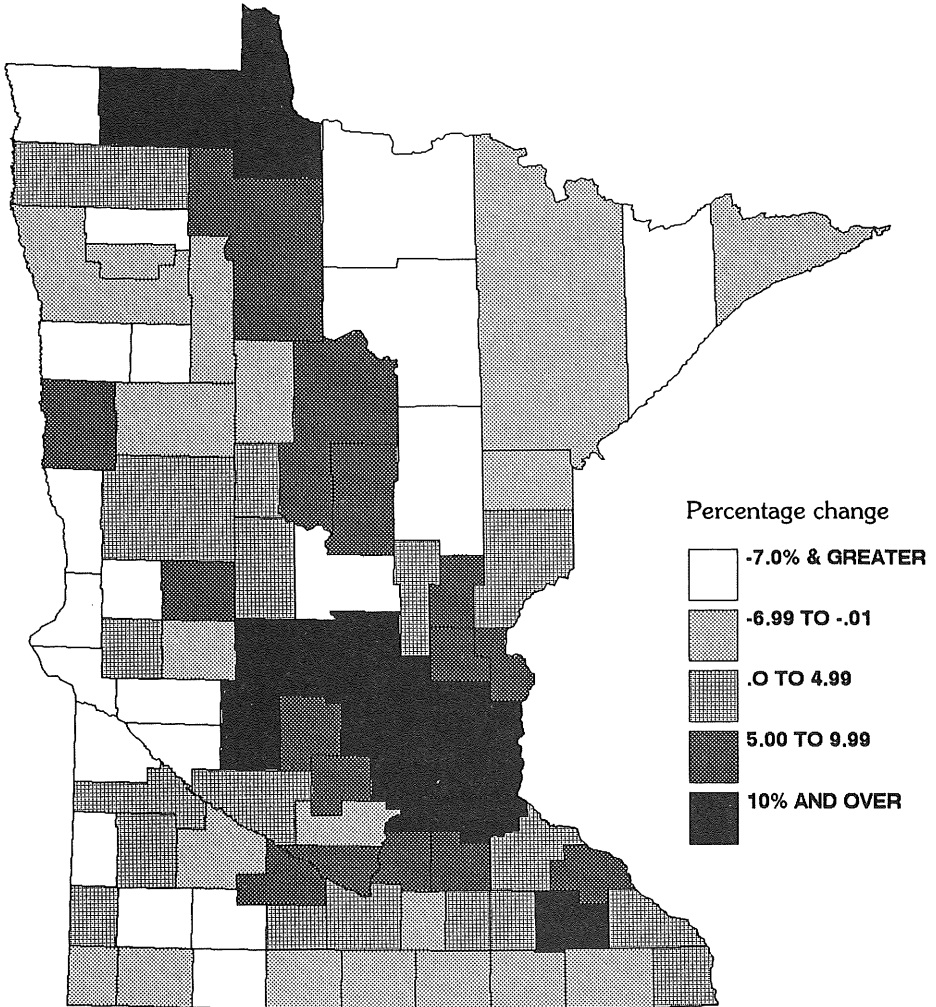 Percentage change
-7.0% & GREATER
-6.99 TO -.01
.O TO 4.99
5.00 TO 9.99
10% AND OVER